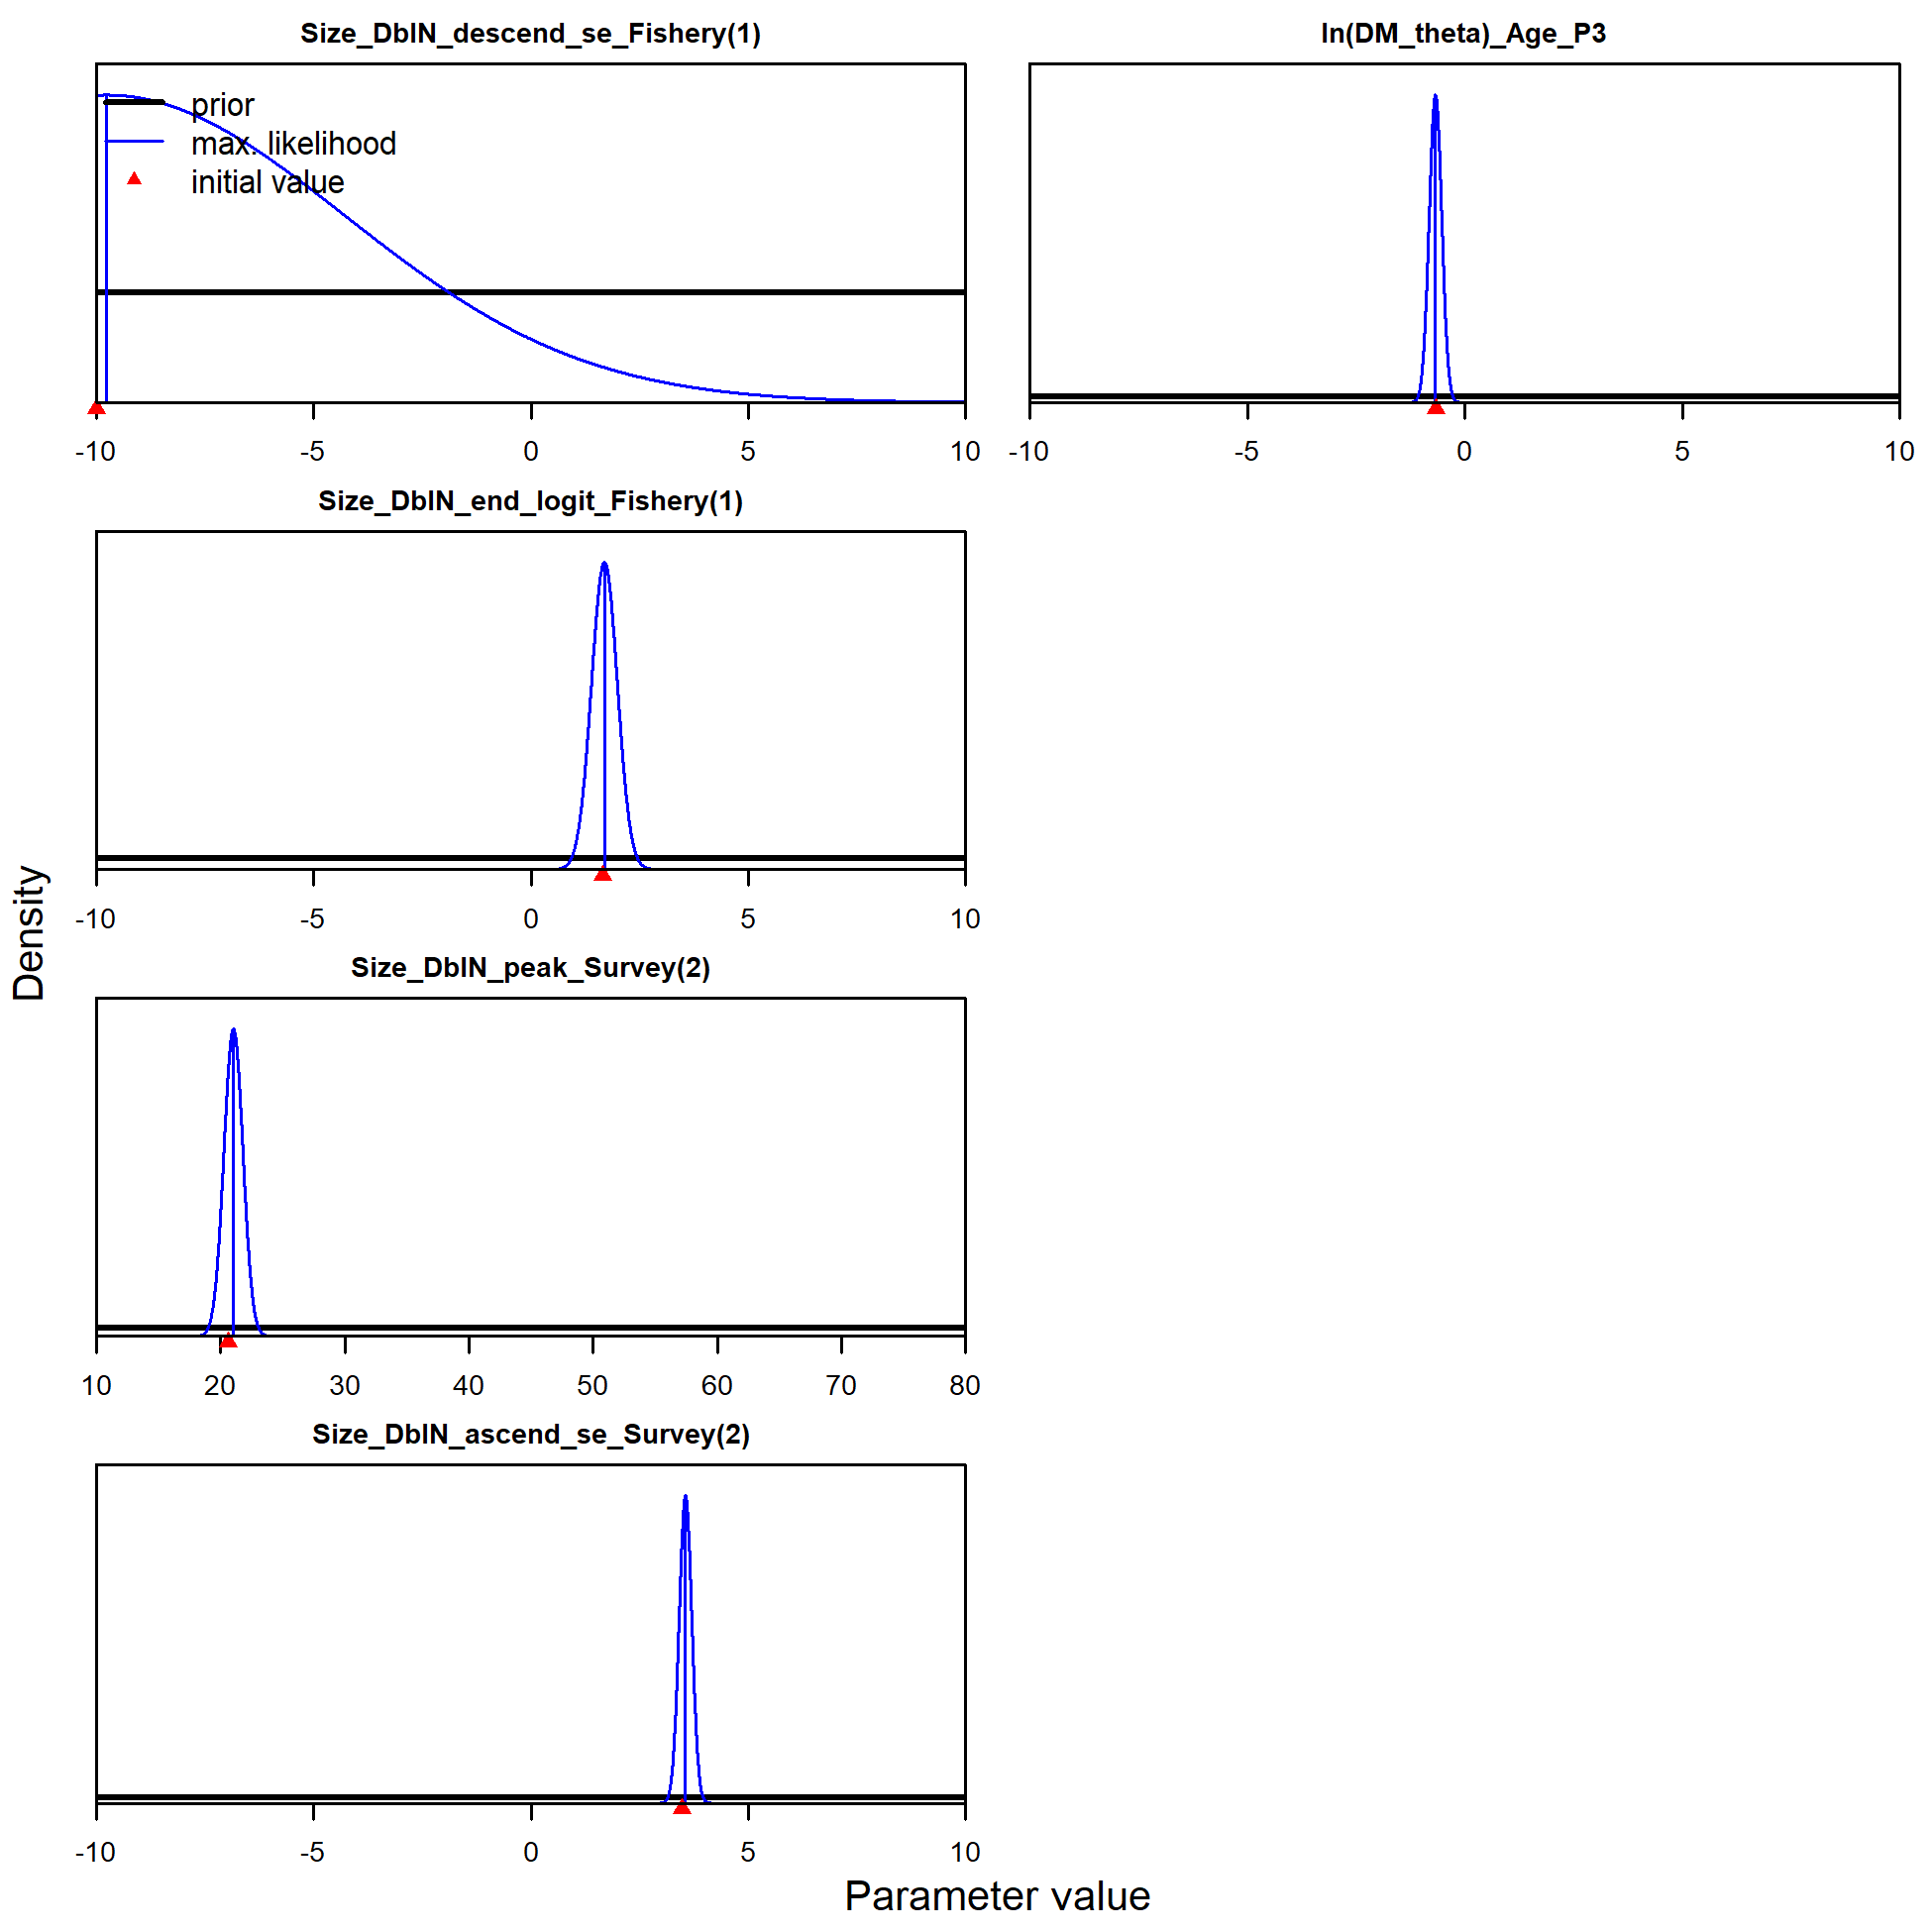 Size_DblN_descend_se_Fishery(1)
prior
max. likelihood
initial value
-10 -5 0 5 10
ln(DM_theta)_Age_P3
-10 -5 0 5 10
Size_DblN_end_logit_Fishery(1)
-10 -5 0 5 10
Size_DblN_peak_Survey(2)
10 20 30 40 50 60 70 80
Size_DblN_ascend_se_Survey(2)
-10 -5 0 5 10
Density
Parameter value